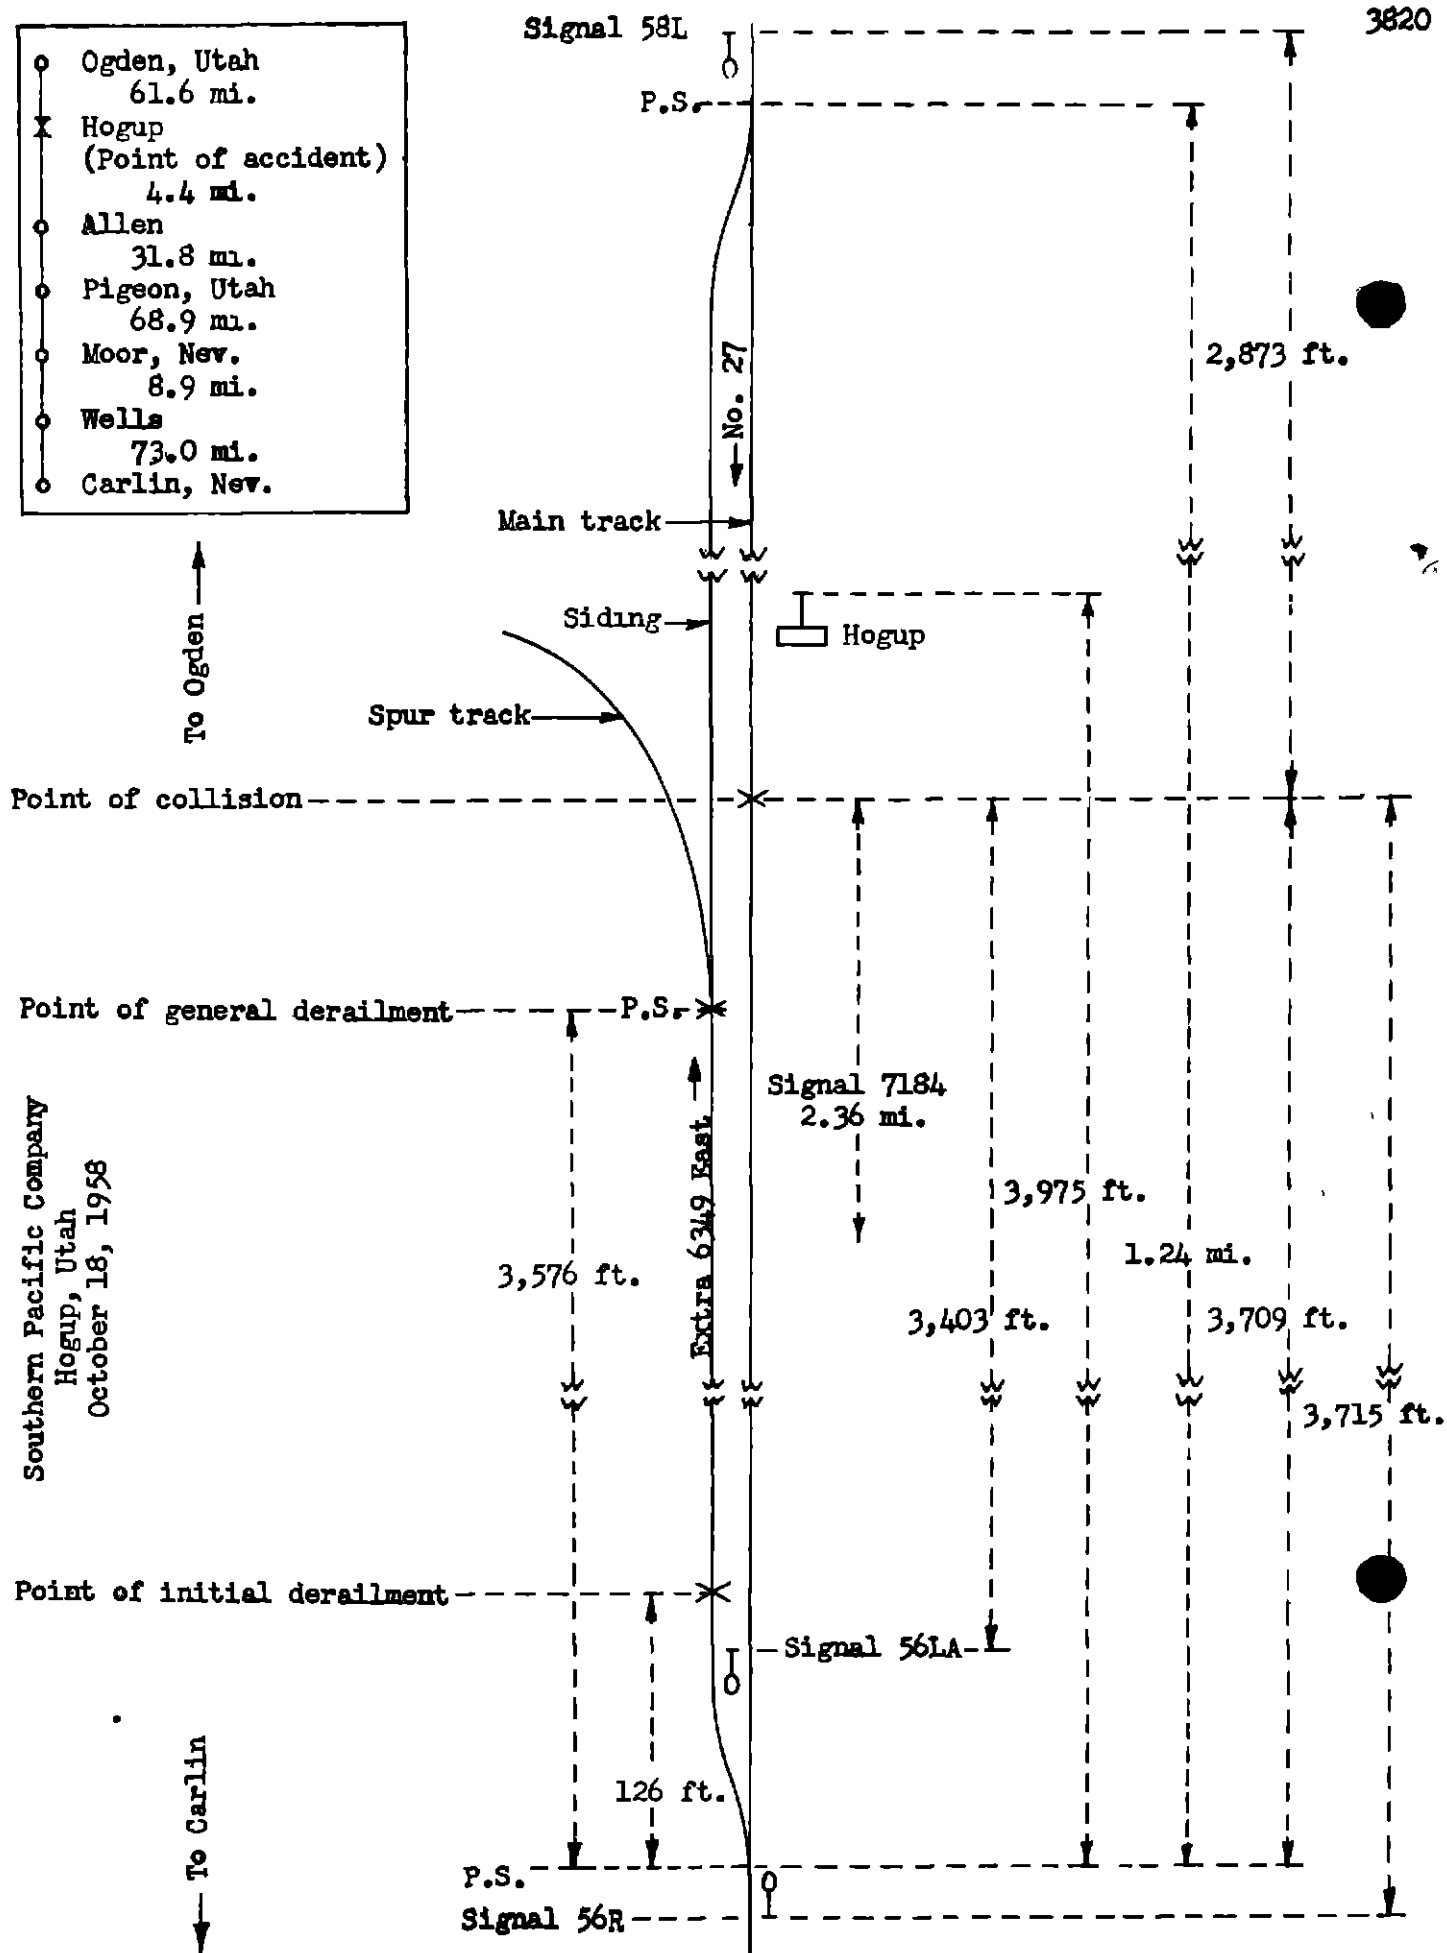 3820
Ogden, Utah
61.6 mi.
Hogup
(Point of accident)
4.4 mi.
Allen
31.8 mi.
Pigeon, Utah
68.9 mi.
Moor, Nev.
8.9 mi.
Wells
73.0 mi.
Carlin, Nev.
Signal 58L
P.S.
2,873 ft.
No. 27
Main track
To Ogden
Siding
Hogup
Spur track
Point of collision
Point of general derailment
P.S.
Signal 7184
2.36 mi.
Extra 6349 East
Southern Pacific Company
Hogup, Utah
October 18, 1958
3,975 ft.
1.24 mi.
3,576 ft.
3,403 ft.
3,709 ft.
3,715 ft.
Point of initial derailment
Signal 56LA
126 ft.
To Carlin
P.S.
Signal 56R